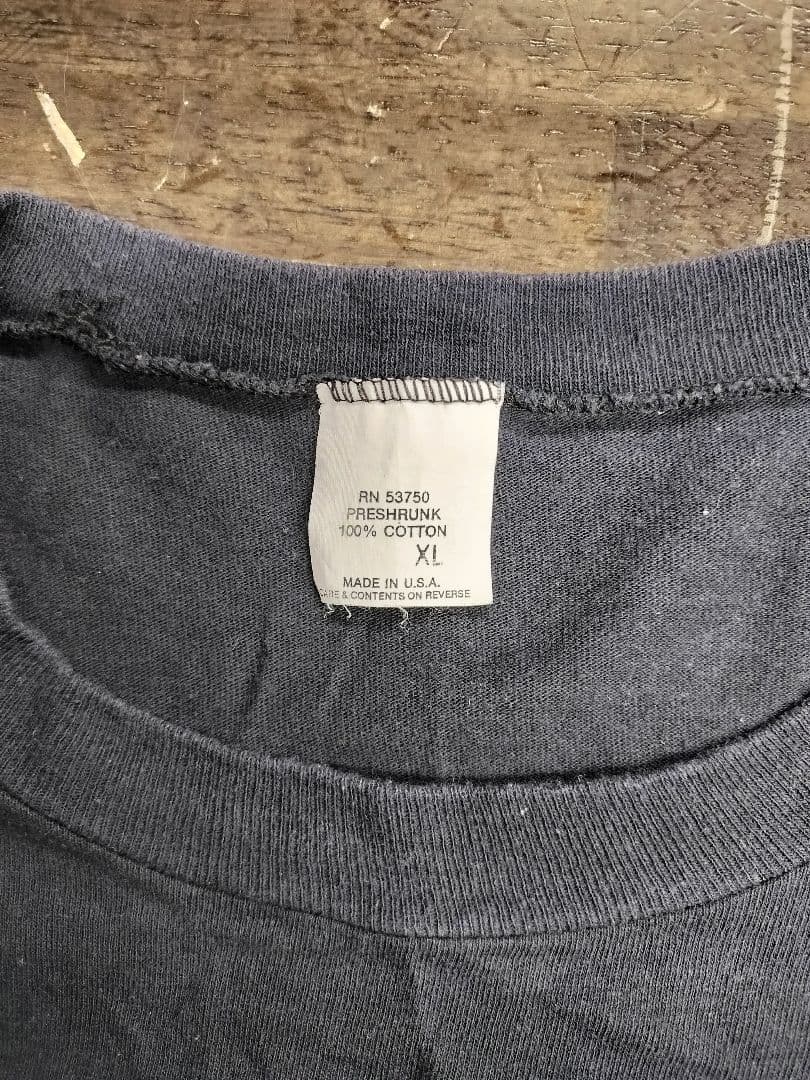 RN 53750
PRESHRUNK
100% COTTON
XL
MADE IN U.S.A.
CARE & CONTENTS ON REVERSE